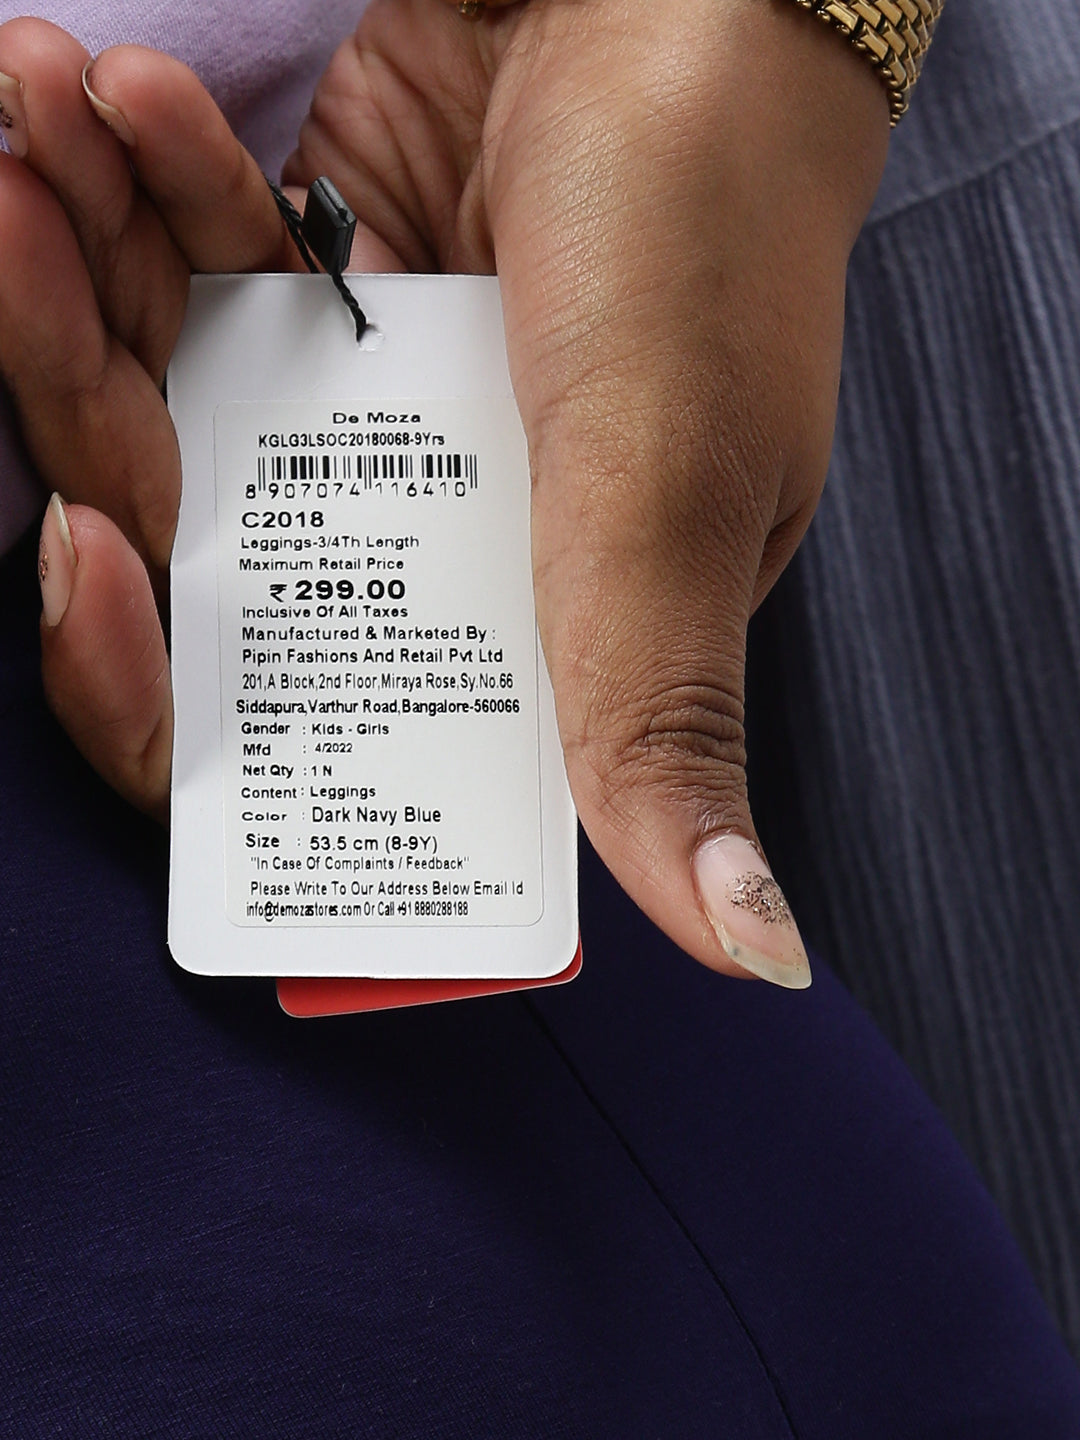 De Moza
KGLG3LSOC20180068-9Yrs
8 907074 116410
C2018
Leggings-3/4Th Length
Maximum Retail Price
₹ 299.00
Inclusive Of All Taxes
Manufactured & Marketed By :
Pipin Fashions And Retail Pvt Ltd
201,A Block,2nd Floor,Miraya Rose,Sy.No.66
Siddapura,Varthur Road,Bangalore-560066
Gender : Kids - Girls
Mfd : 4/2022
Net Qty : 1 N
Content : Leggings
Color : Dark Navy Blue
Size : 53.5 cm (8-9Y)
"In Case Of Complaints / Feedback"
Please Write To Our Address Below Email Id
info@demozastores.com Or Call +91 8880288188